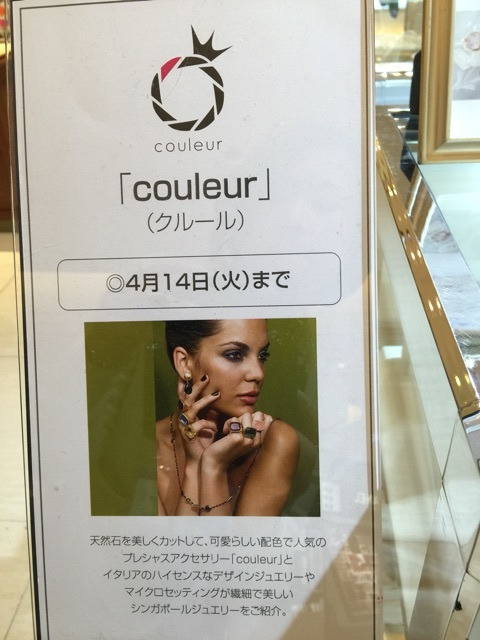 couleur
「couleur」
（クルール）
◎4月14日（火）まで
天然石を美しくカットして、可愛らしい配色で人気の
プレシャスアクセサリー「couleur」と
イタリアのハイセンスなデザインジュエリーや
マイクロセッティングが繊細で美しい
シンガポールジュエリーをご紹介。